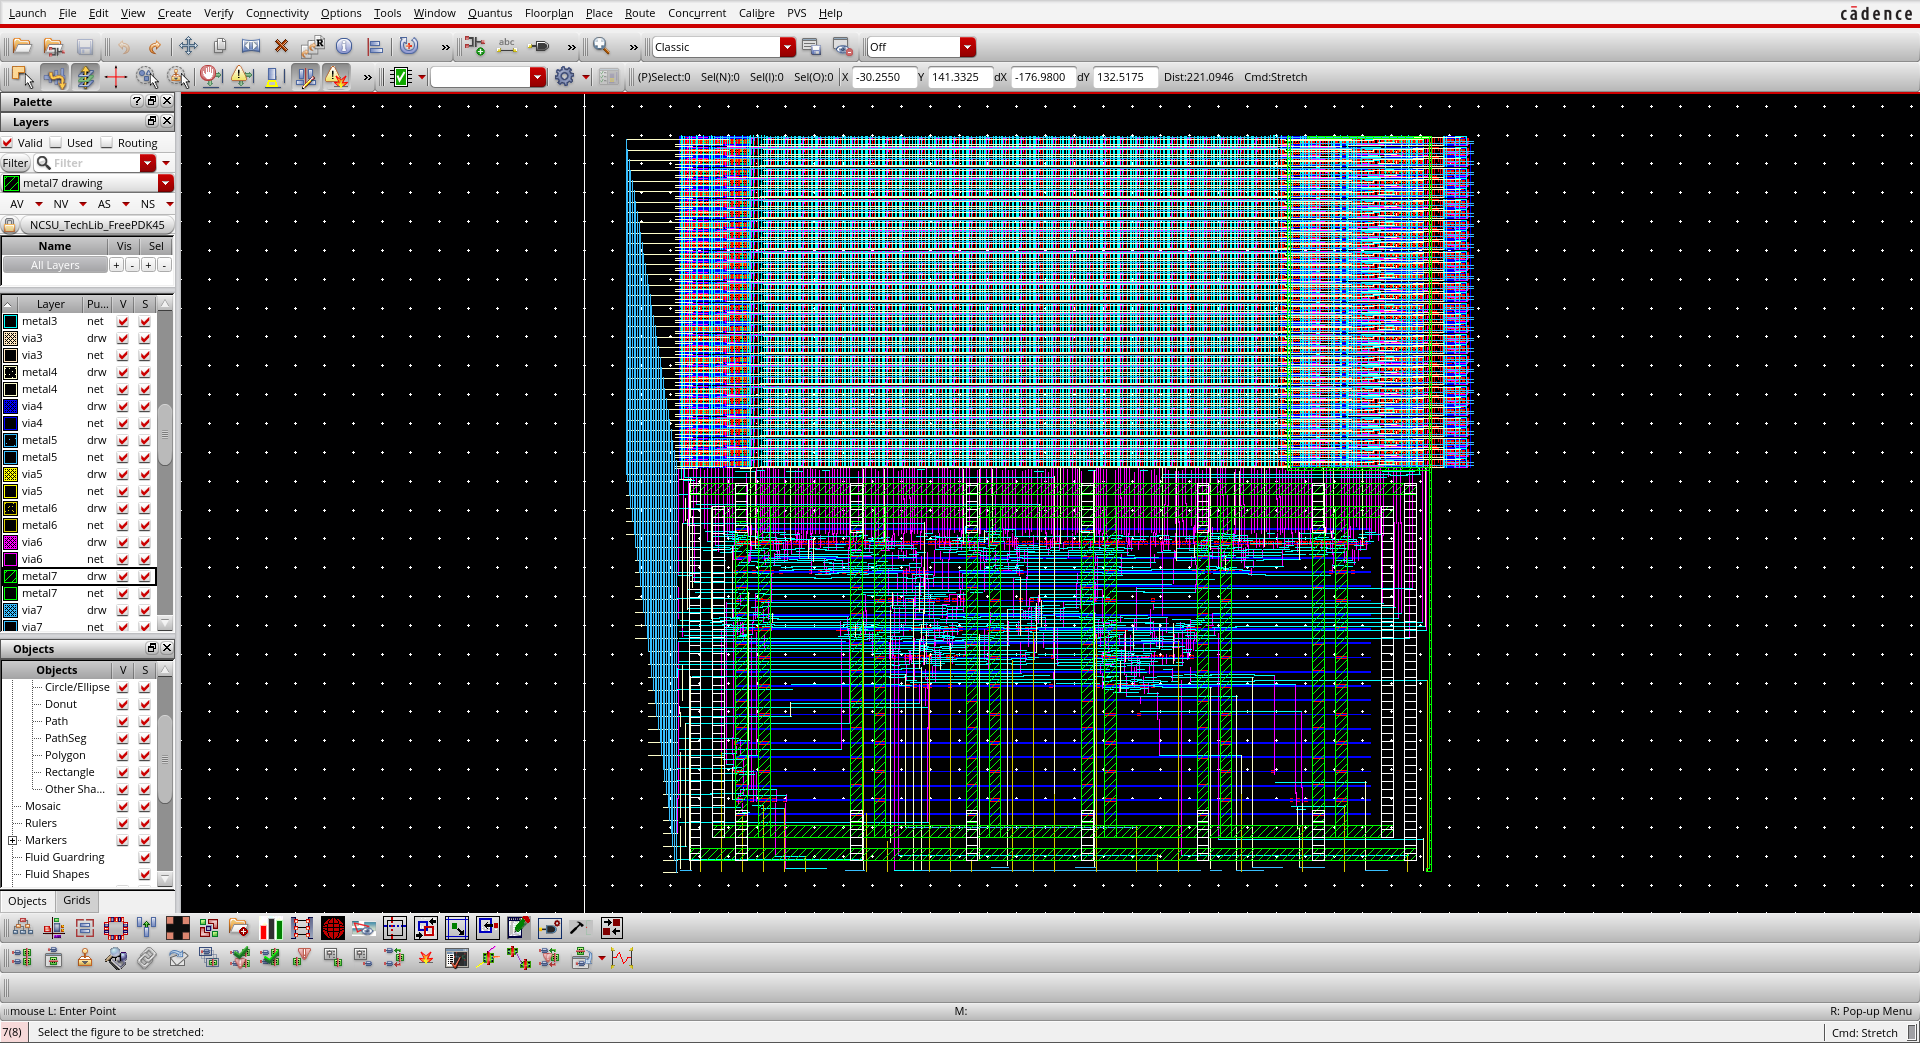 Launch File Edit View Create Verify Connectivity Options Tools Window Quantus Floorplan Place Route Concurrent Calibre PVS Help cādence
Classic Off
(P)Select:0 Sel(N):0 Sel(I):0 Sel(O):0 X -30.2550 Y 141.3325 dX -176.9800 dY 132.5175 Dist:221.0946 Cmd:Stretch
Palette
Layers
Valid Used Routing
Filter Filter
metal7 drawing
AV NV AS NS
NCSU_TechLib_FreePDK45
Name Vis Sel
All Layers + - + -
Layer Pu... V S
metal3 net
via3 drw
via3 net
metal4 drw
metal4 net
via4 drw
via4 net
metal5 drw
metal5 net
via5 drw
via5 net
metal6 drw
metal6 net
via6 drw
via6 net
metal7 drw
metal7 net
via7 drw
via7 net
Objects
Objects V S
Circle/Ellipse
Donut
Path
PathSeg
Polygon
Rectangle
Other Sha...
Mosaic
Rulers
Markers
Fluid Guardring
Fluid Shapes
Objects Grids
mouse L: Enter Point M: R: Pop-up Menu
7(8) Select the figure to be stretched: Cmd: Stretch